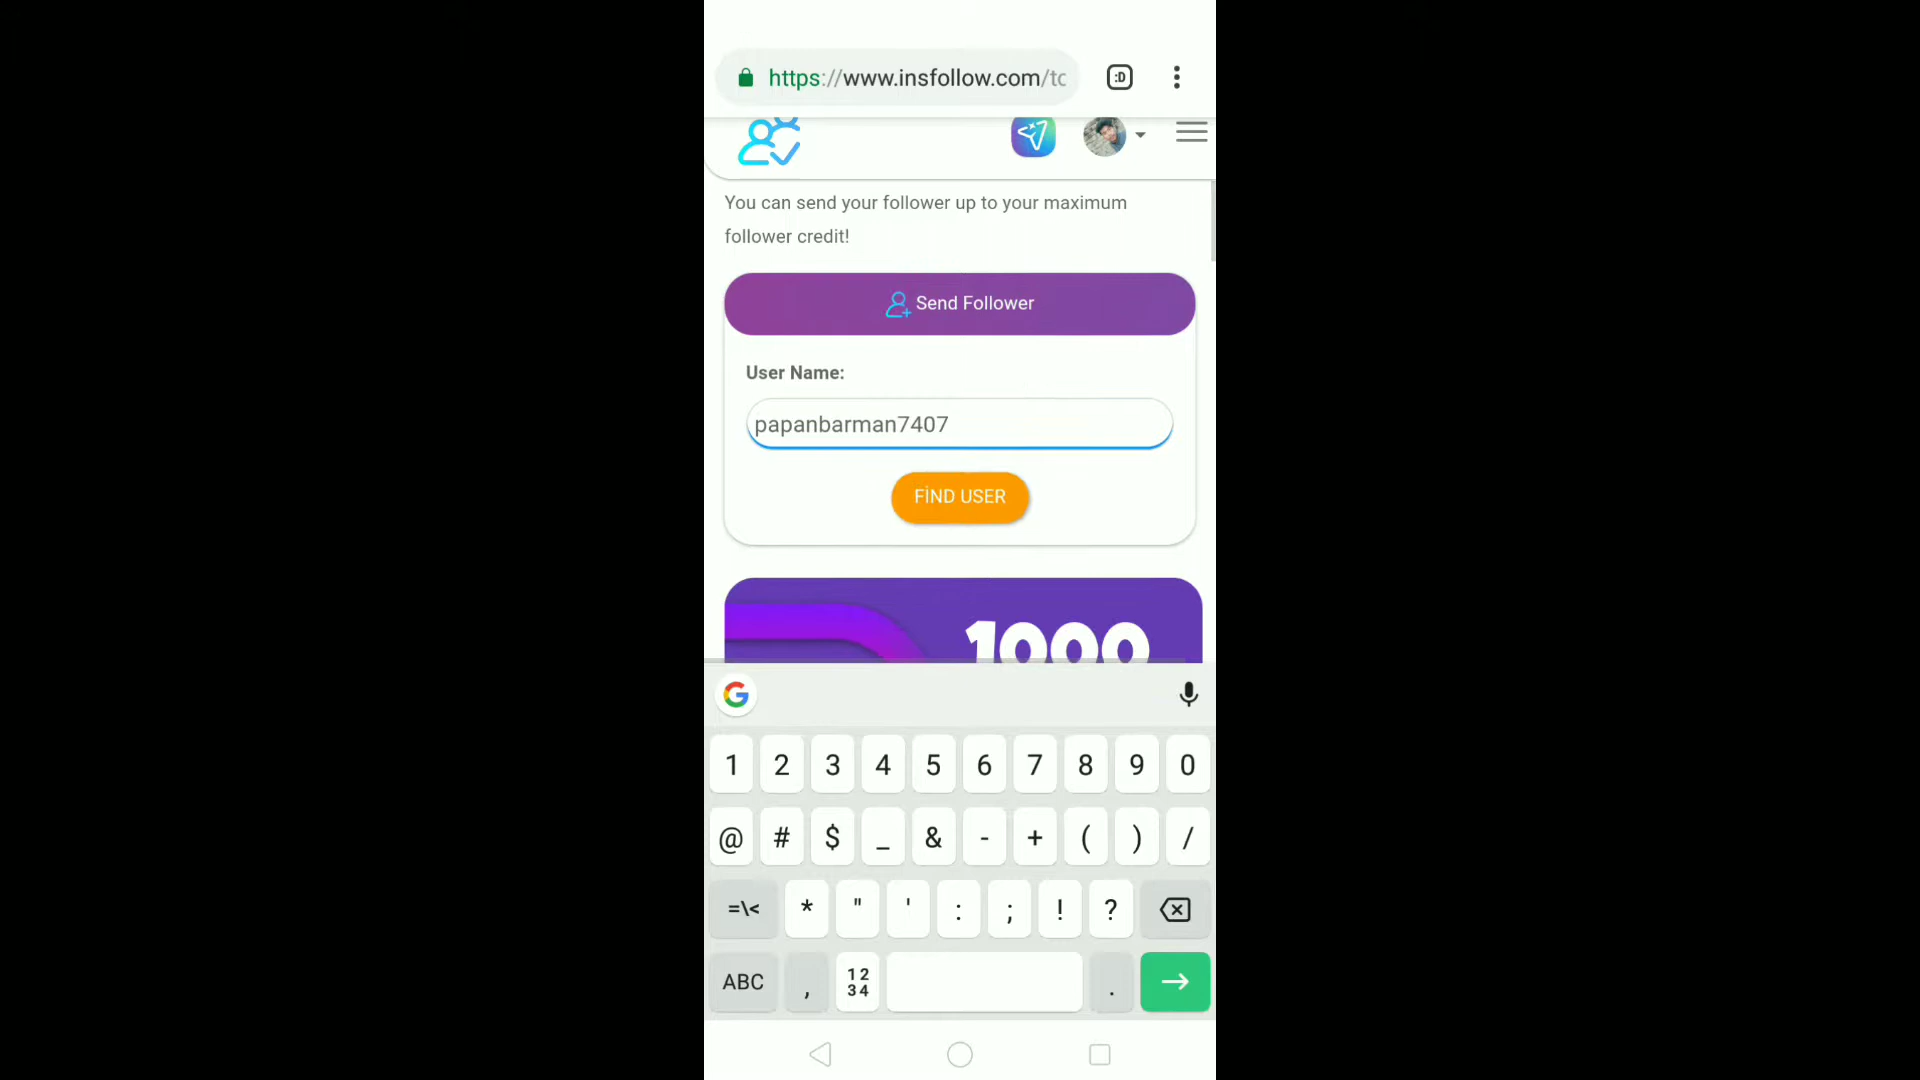 https://www.insfollow.com/to
:D
You can send your follower up to your maximum
follower credit!
Send Follower
User Name:
papanbarman7407
FİND USER
1000
G
1 2 3 4 5 6 7 8 9 0
@ # $ _ & - + ( ) /
=\< * " ' : ; ! ?
ABC , 12 34 .